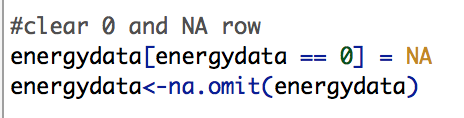 #clear 0 and NA row
energydata[energydata == 0] = NA
energydata<-na.omit(energydata)